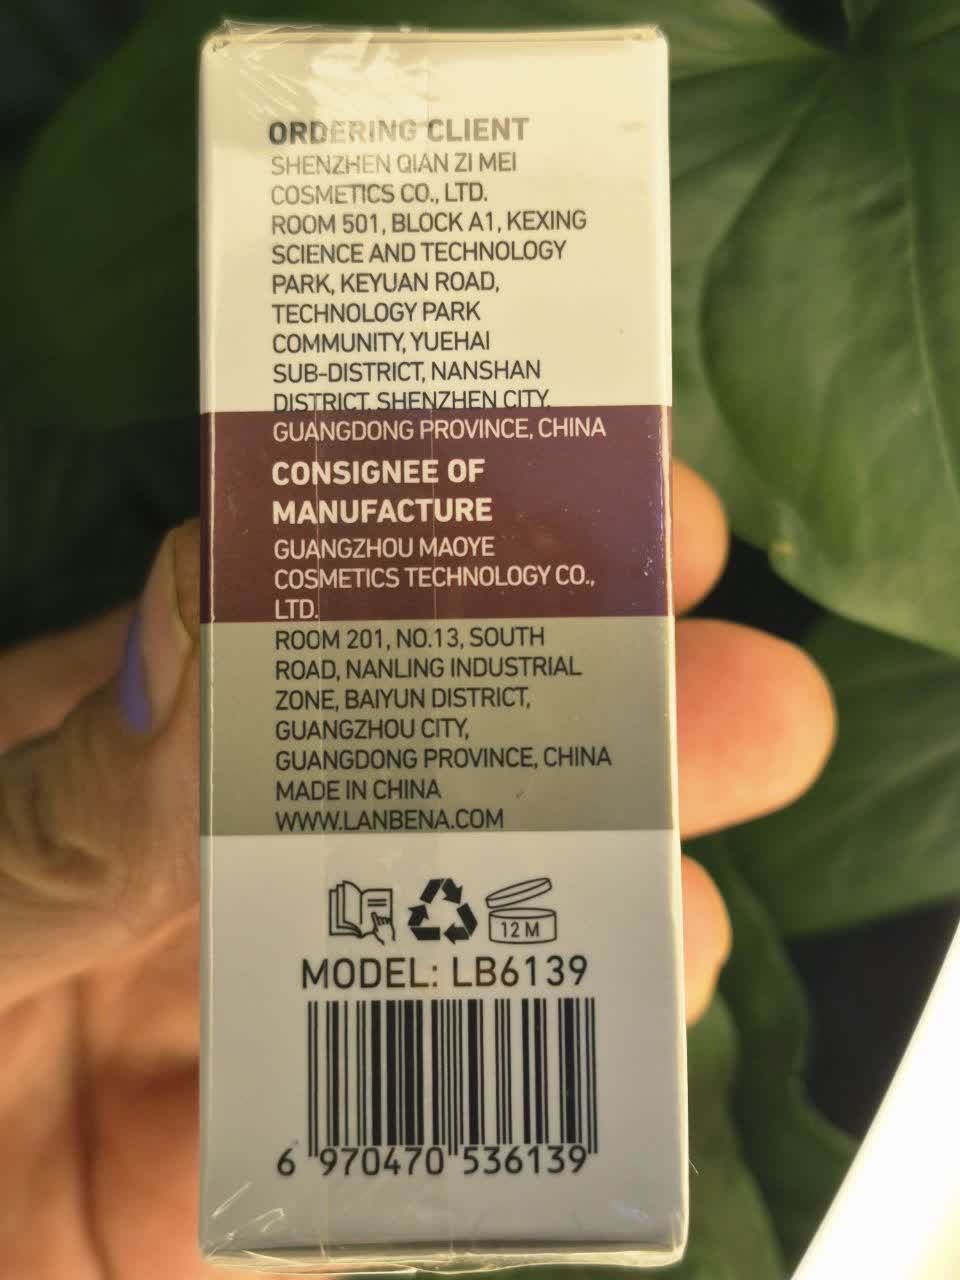 ORDERING CLIENT
SHENZHEN QIAN ZI MEI
COSMETICS CO., LTD.
ROOM 501, BLOCK A1, KEXING
SCIENCE AND TECHNOLOGY
PARK, KEYUAN ROAD,
TECHNOLOGY PARK
COMMUNITY, YUEHAI
SUB-DISTRICT, NANSHAN
DISTRICT, SHENZHEN CITY,
GUANGDONG PROVINCE, CHINA
CONSIGNEE OF
MANUFACTURE
GUANGZHOU MAOYE
COSMETICS TECHNOLOGY CO.,
LTD.
ROOM 201, NO.13, SOUTH
ROAD, NANLING INDUSTRIAL
ZONE, BAIYUN DISTRICT,
GUANGZHOU CITY,
GUANGDONG PROVINCE, CHINA
MADE IN CHINA
WWW.LANBENA.COM
12 M
MODEL: LB6139
6 970470 536139